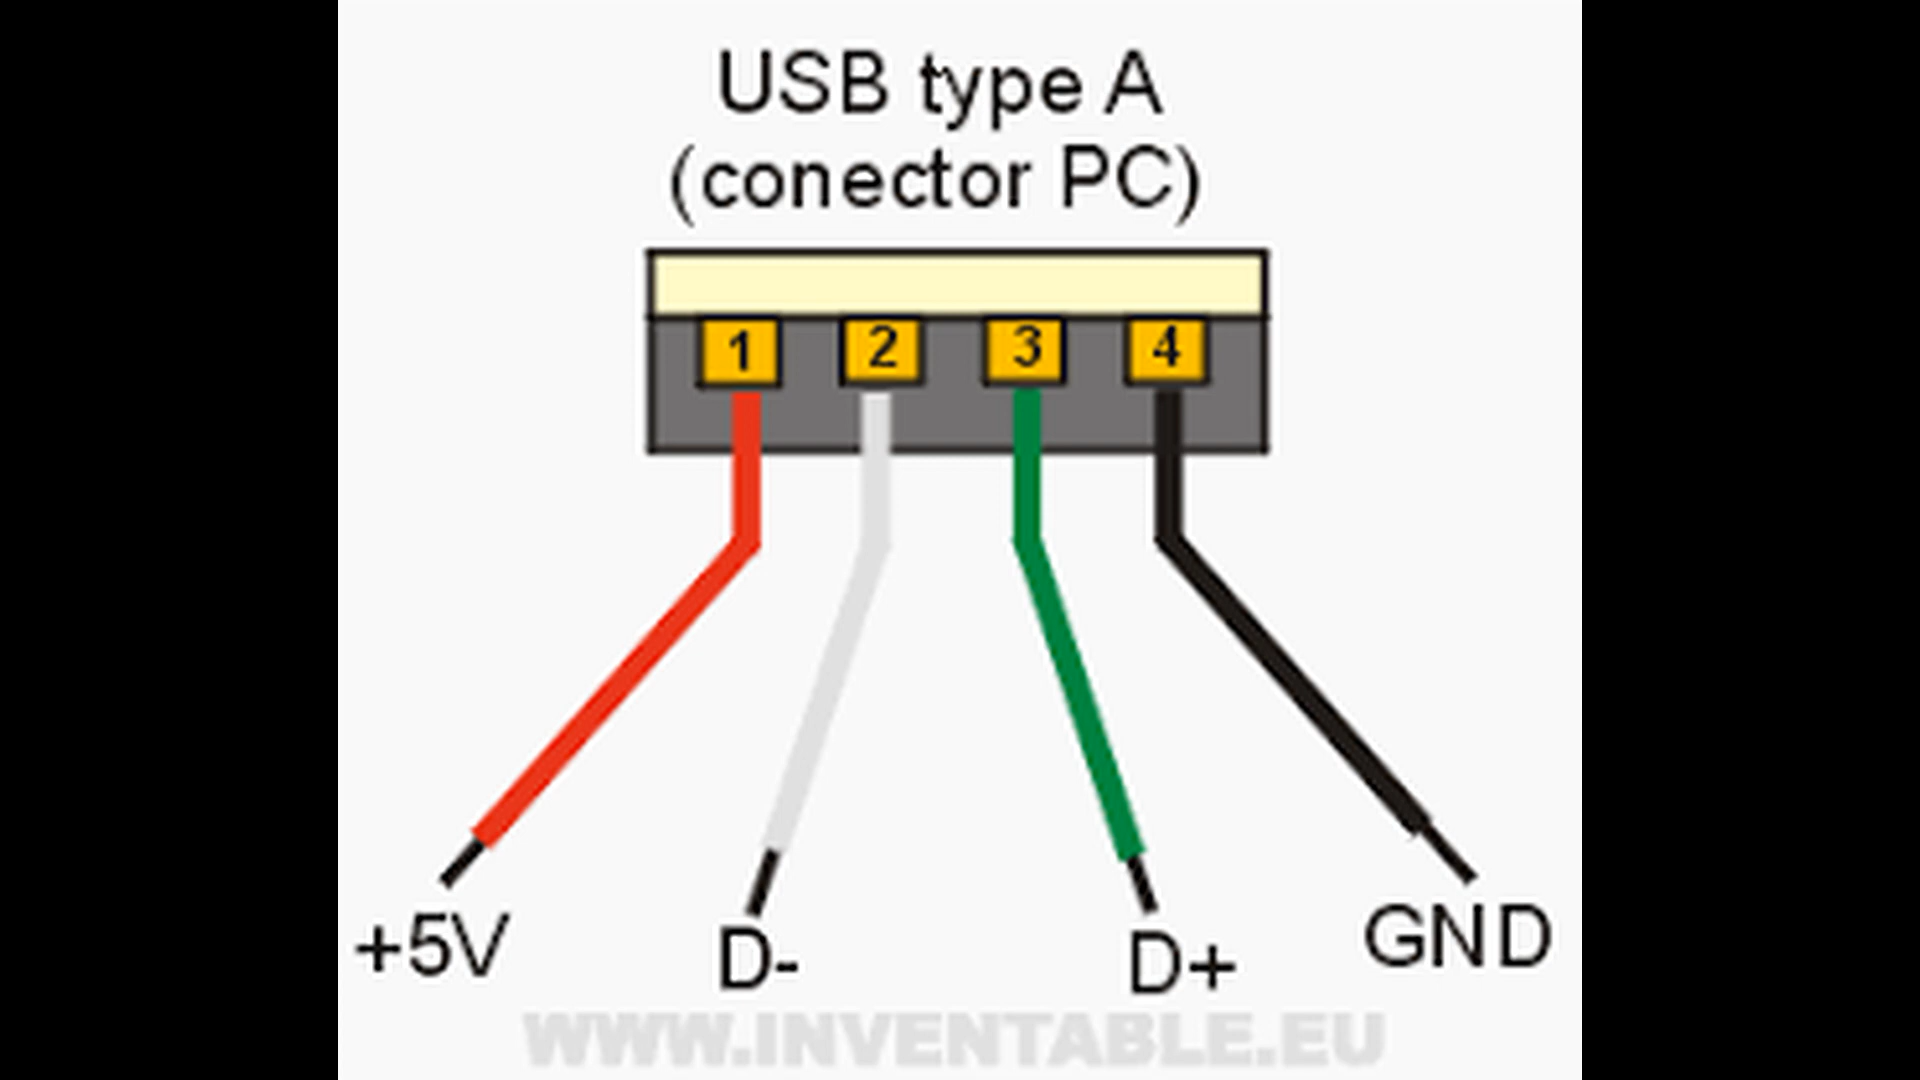 USB type A
(conector PC)
1 2 3 4
+5V D- D+ GND
WWW.INVENTABLE.EU